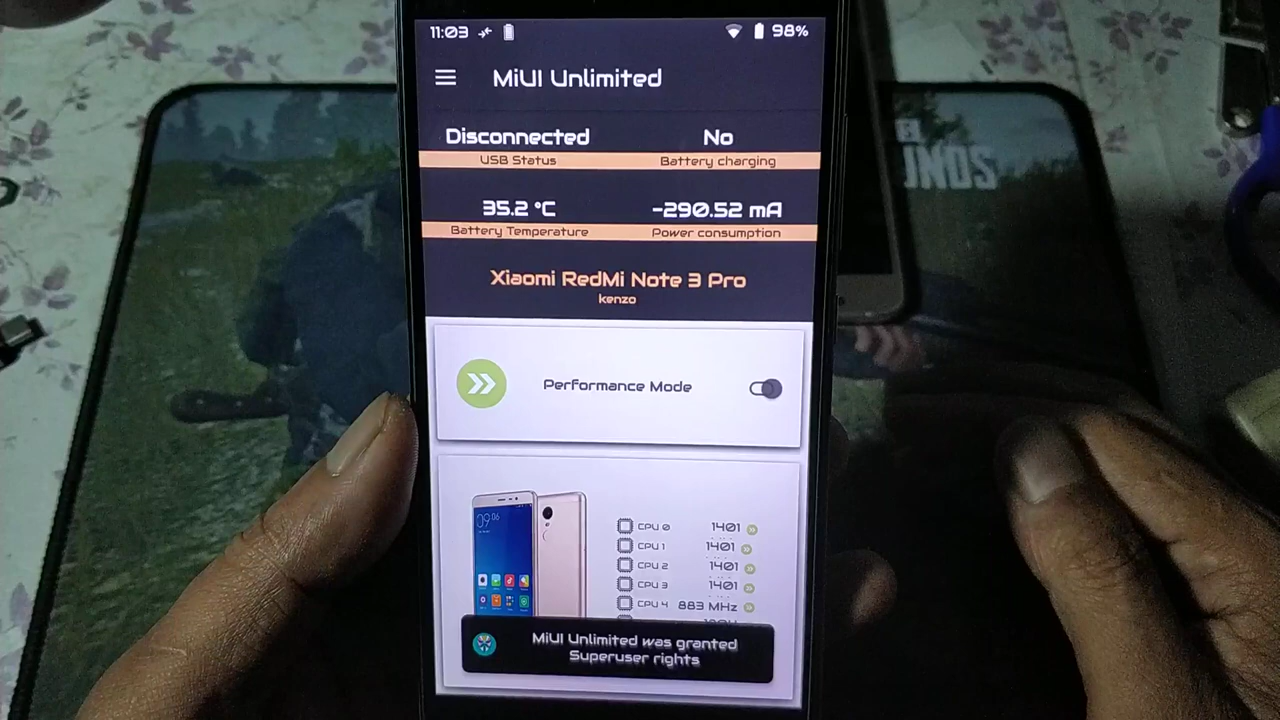 11:03
98%
MiUI Unlimited
Disconnected
No
USB Status
Battery charging
35.2 °C
-290.52 mA
Battery Temperature
Power consumption
Xiaomi RedMi Note 3 Pro
kenzo
Performance Mode
09 06
CPU 0 1401
CPU 1 1401
CPU 2 1401
CPU 3 1401
CPU 4 883 MHz
MiUI Unlimited was granted
Superuser rights